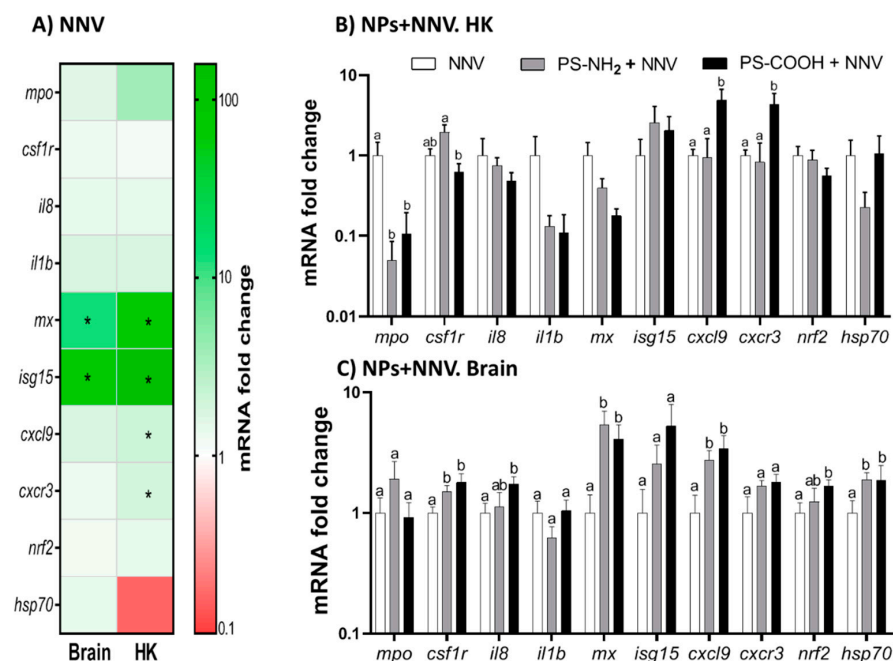 A) NNV
mpo
csf1r
il8
il1b
mx
isg15
cxcl9
cxcr3
nrf2
hsp70
* *
* *
*
*
Brain HK
100
10
1
0.1
mRNA fold change
B) NPs+NNV. HK
NNV PS-NH₂ + NNV PS-COOH + NNV
mRNA fold change
10
1
0.1
0.01
a b b
ab a b
a a b
a a b
mpo csf1r il8 il1b mx isg15 cxcl9 cxcr3 nrf2 hsp70
C) NPs+NNV. Brain
mRNA fold change
10
1
0.1
a a a
a b b
a ab b
a a a
a b b
a a a
a b b
a a a
a ab b
a b b
mpo csf1r il8 il1b mx isg15 cxcl9 cxcr3 nrf2 hsp70